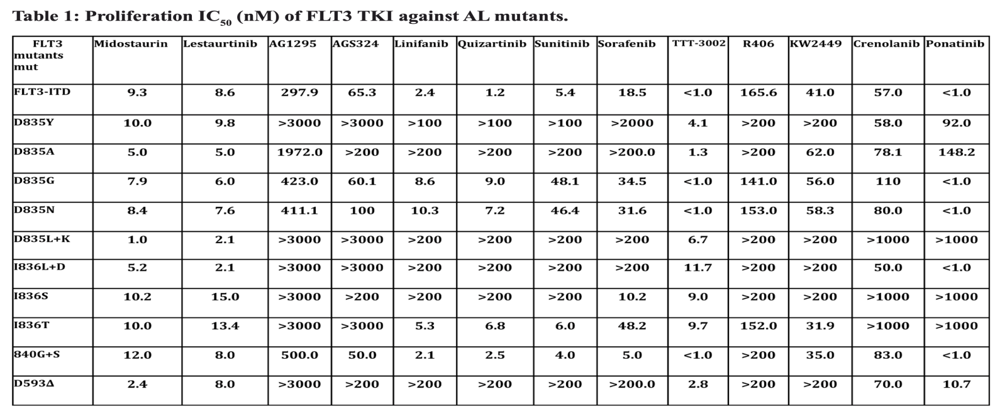 Table 1: Proliferation IC50 (nM) of FLT3 TKI against AL mutants.
FLT3 mutants mut Midostaurin Lestaurtinib AG1295 AGS324 Linifanib Quizartinib Sunitinib Sorafenib TTT-3002 R406 KW2449 Crenolanib Ponatinib
FLT3-ITD 9.3 8.6 297.9 65.3 2.4 1.2 5.4 18.5 <1.0 165.6 41.0 57.0 <1.0
D835Y 10.0 9.8 >3000 >3000 >100 >100 >100 >2000 4.1 >200 >200 58.0 92.0
D835A 5.0 5.0 1972.0 >200 >200 >200 >200 >200.0 1.3 >200 62.0 78.1 148.2
D835G 7.9 6.0 423.0 60.1 8.6 9.0 48.1 34.5 <1.0 141.0 56.0 110 <1.0
D835N 8.4 7.6 411.1 100 10.3 7.2 46.4 31.6 <1.0 153.0 58.3 80.0 <1.0
D835L+K 1.0 2.1 >3000 >3000 >200 >200 >200 >200 6.7 >200 >200 >1000 >1000
I836L+D 5.2 2.1 >3000 >3000 >200 >200 >200 >200 11.7 >200 >200 50.0 <1.0
I836S 10.2 15.0 >3000 >200 >200 >200 >200 10.2 9.0 >200 >200 >1000 >1000
I836T 10.0 13.4 >3000 >3000 5.3 6.8 6.0 48.2 9.7 152.0 31.9 >1000 >1000
840G+S 12.0 8.0 500.0 50.0 2.1 2.5 4.0 5.0 <1.0 >200 35.0 83.0 <1.0
D593Δ 2.4 8.0 >3000 >200 >200 >200 >200 >200.0 2.8 >200 >200 70.0 10.7